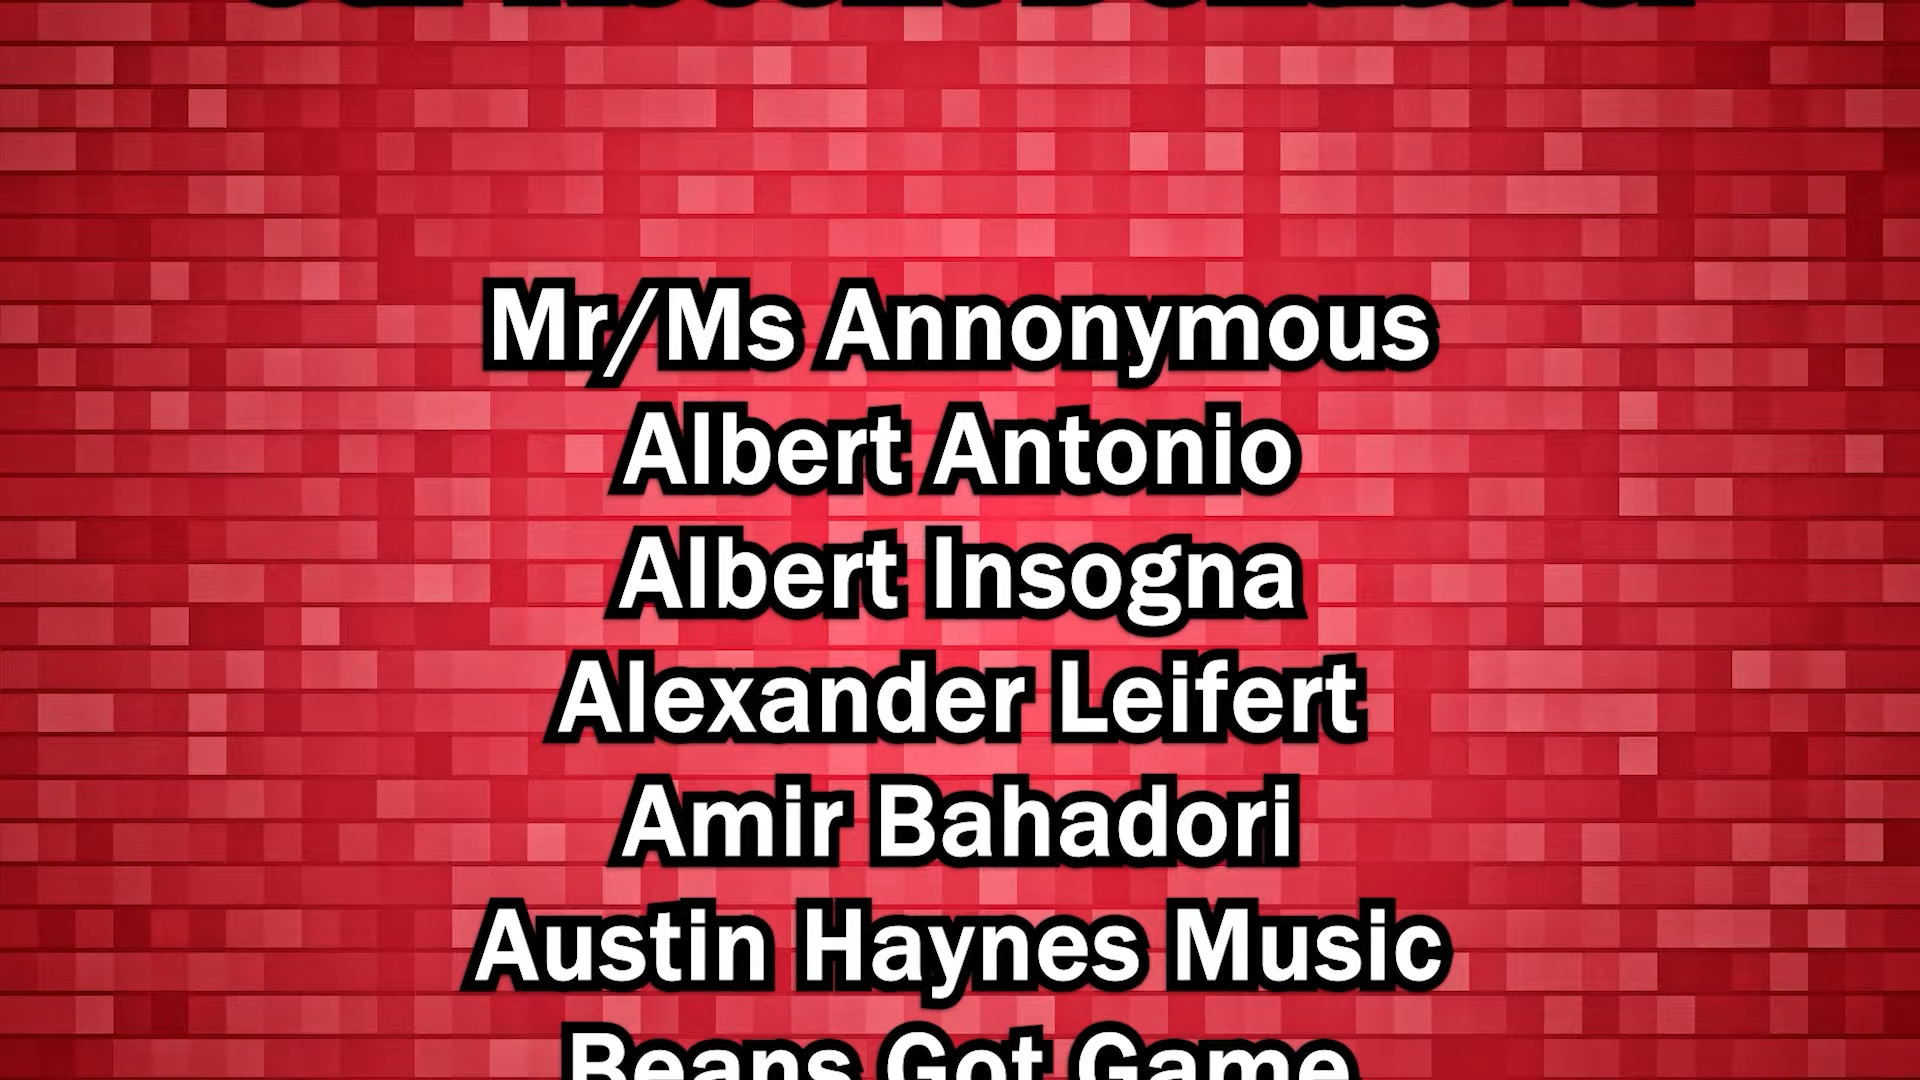 Mr/Ms Annonymous
Albert Antonio
Albert Insogna
Alexander Leifert
Amir Bahadori
Austin Haynes Music
Beans Got Game